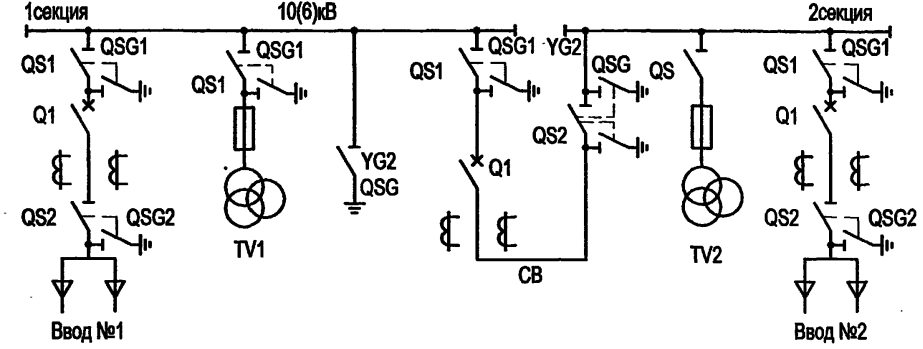 1секция
10(6)кВ
2секция
QSG1
QS1
Q1
QS2
QSG2
Ввод №1
QSG1
QS1
TV1
YG2
QSG
QSG1
QS1
Q1
СВ
YG2
QSG
QS2
QS
TV2
QSG1
QS1
Q1
QS2
QSG2
Ввод №2